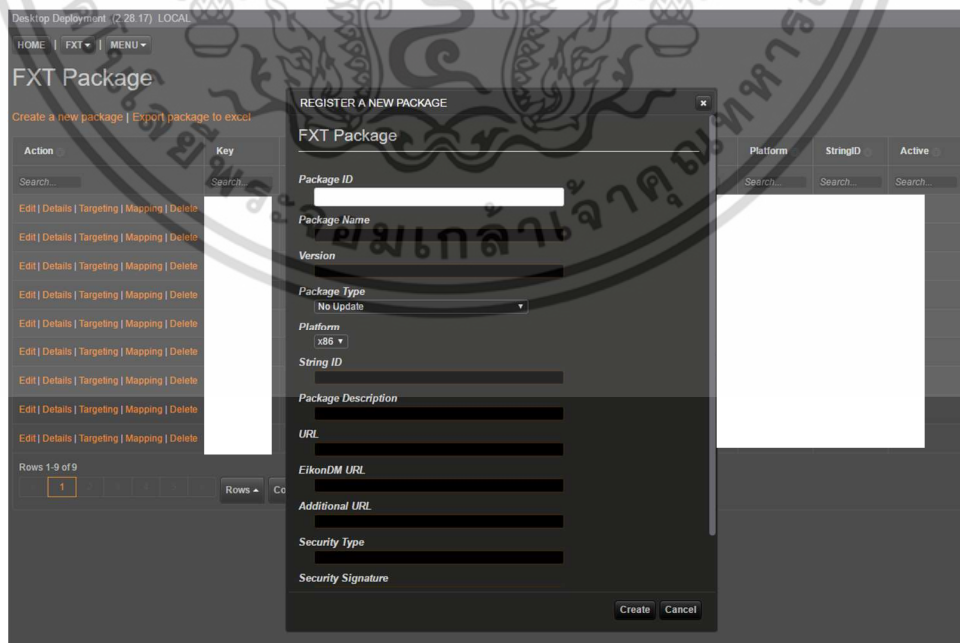 Desktop Deployment (2.28.17) LOCAL
HOME | FXT | MENU
FXT Package
Create a new package | Export package to excel
Action Key Platform StringID Active
Search... Search... Search... Search... Search...
Edit | Details | Targeting | Mapping | Delete
Edit | Details | Targeting | Mapping | Delete
Edit | Details | Targeting | Mapping | Delete
Edit | Details | Targeting | Mapping | Delete
Edit | Details | Targeting | Mapping | Delete
Edit | Details | Targeting | Mapping | Delete
Edit | Details | Targeting | Mapping | Delete
Edit | Details | Targeting | Mapping | Delete
Edit | Details | Targeting | Mapping | Delete
Rows 1-9 of 9
1 Rows Co
REGISTER A NEW PACKAGE x
FXT Package
Package ID
Package Name
Version
Package Type
No Update
Platform
x86
String ID
Package Description
URL
EikonDM URL
Additional URL
Security Type
Security Signature
Create Cancel